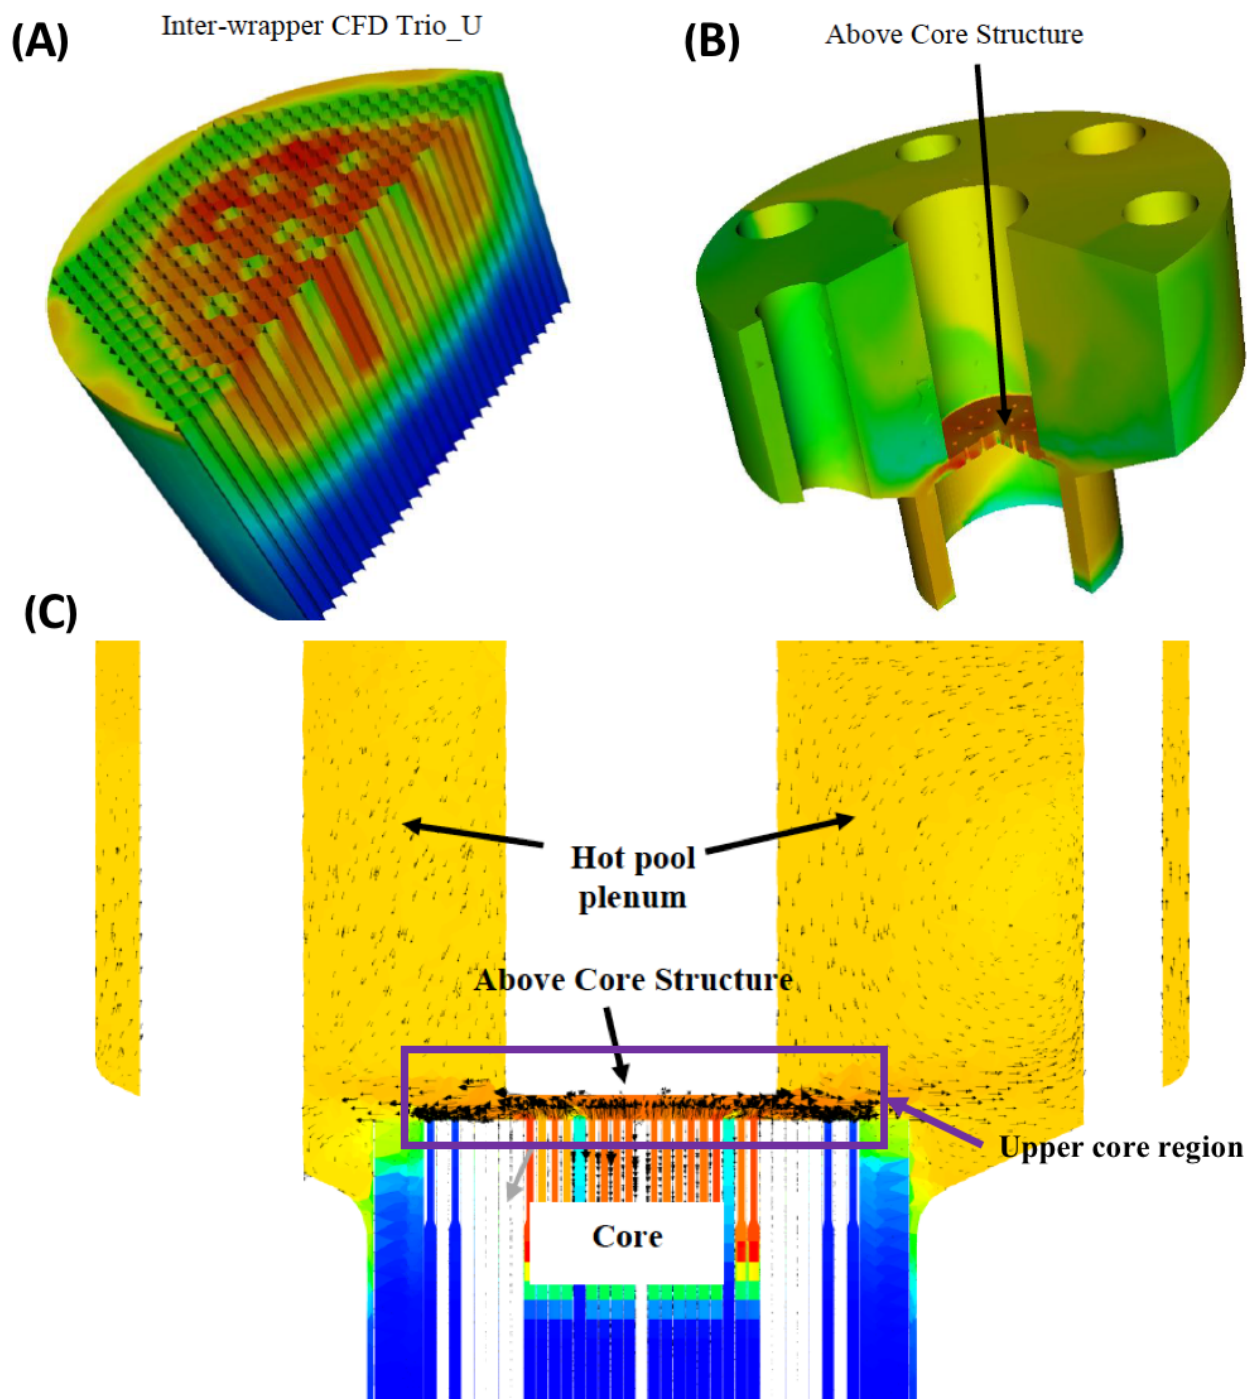 (A)
Inter-wrapper CFD Trio_U
(B)
Above Core Structure
(C)
Hot pool
plenum
Above Core Structure
Upper core region
Core